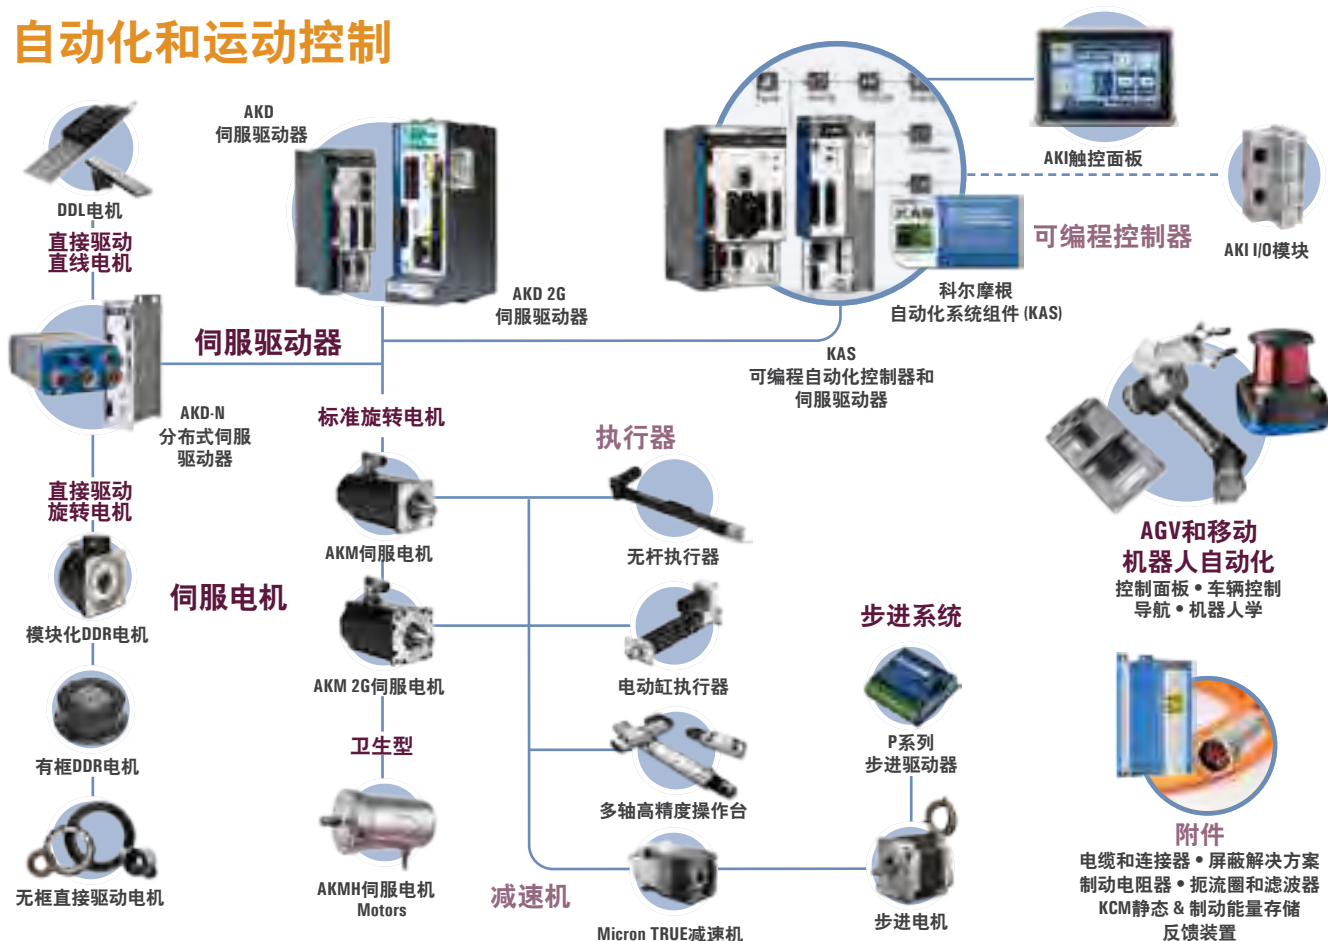 自动化和运动控制
AKD
伺服驱动器
AKI触控面板
DDL电机
直接驱动
直线电机
可编程控制器
AKI I/O模块
KAS
AKD 2G
伺服驱动器
科尔摩根
自动化系统组件 (KAS)
伺服驱动器
KAS
可编程自动化控制器和
伺服驱动器
AKD-N
分布式伺服
驱动器
标准旋转电机
执行器
直接驱动
旋转电机
AKM伺服电机
无杆执行器
AGV和移动
机器人自动化
控制面板 • 车辆控制
导航 • 机器人学
伺服电机
模块化DDR电机
步进系统
AKM 2G伺服电机
电动缸执行器
有框DDR电机
卫生型
P系列
步进驱动器
多轴高精度操作台
附件
电缆和连接器 • 屏蔽解决方案
制动电阻器 • 扼流圈和滤波器
KCM静态 & 制动能量存储
反馈装置
无框直接驱动电机
AKMH伺服电机
Motors
减速机
Micron TRUE减速机
步进电机